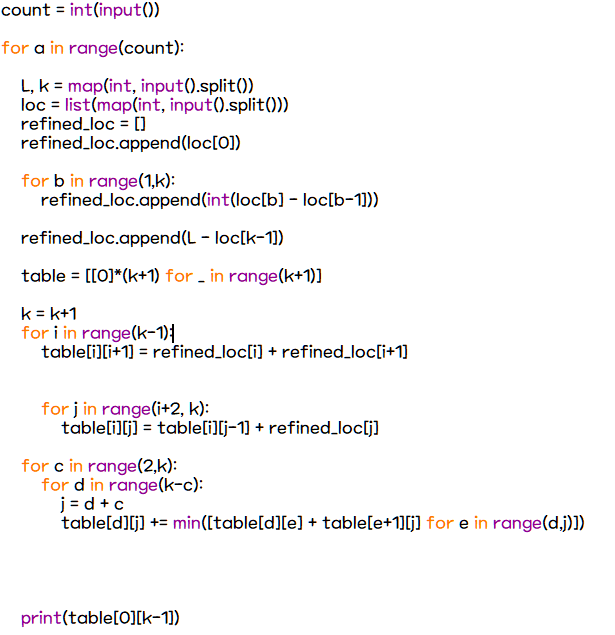 count = int(input())
for a in range(count):
    L, k = map(int, input().split())
    loc = list(map(int, input().split()))
    refined_loc = []
    refined_loc.append(loc[0])
    for b in range(1,k):
        refined_loc.append(int(loc[b] - loc[b-1]))
    refined_loc.append(L - loc[k-1])
    table = [[0]*(k+1) for _ in range(k+1)]
    k = k+1
    for i in range(k-1):
        table[i][i+1] = refined_loc[i] + refined_loc[i+1]
        for j in range(i+2, k):
            table[i][j] = table[i][j-1] + refined_loc[j]
    for c in range(2,k):
        for d in range(k-c):
            j = d + c
            table[d][j] += min([table[d][e] + table[e+1][j] for e in range(d,j)])
    print(table[0][k-1])